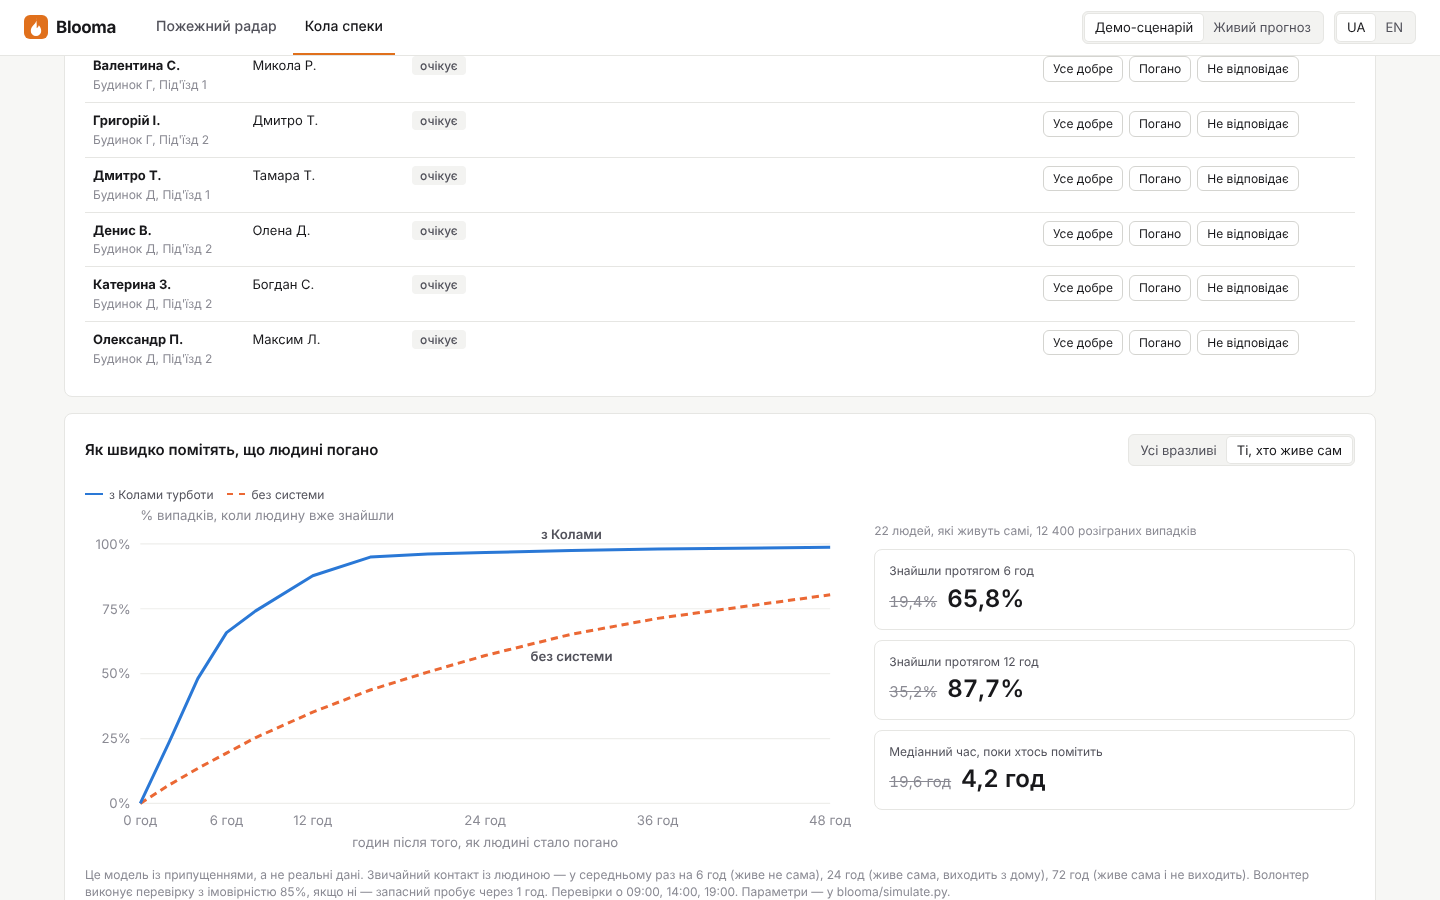 Blooma
Пожежний радар
Кола спеки
Демо-сценарій
Живий прогноз
UA
EN
Валентина С.
Микола Р.
очікує
Усе добре
Погано
Не відповідає
Будинок Г, Під'їзд 1
Григорій І.
Дмитро Т.
очікує
Усе добре
Погано
Не відповідає
Будинок Г, Під'їзд 2
Дмитро Т.
Тамара Т.
очікує
Усе добре
Погано
Не відповідає
Будинок Д, Під'їзд 1
Денис В.
Олена Д.
очікує
Усе добре
Погано
Не відповідає
Будинок Д, Під'їзд 2
Катерина З.
Богдан С.
очікує
Усе добре
Погано
Не відповідає
Будинок Д, Під'їзд 2
Олександр П.
Максим Л.
очікує
Усе добре
Погано
Не відповідає
Будинок Д, Під'їзд 2
Як швидко помітять, що людині погано
Усі вразливі
Ті, хто живе сам
з Колами турботи
без системи
% випадків, коли людину вже знайшли
з Колами
без системи
100%
75%
50%
25%
0%
0 год
6 год
12 год
24 год
36 год
48 год
годин після того, як людині стало погано
22 людей, які живуть самі, 12 400 розіграних випадків
Знайшли протягом 6 год
19,4% 65,8%
Знайшли протягом 12 год
35,2% 87,7%
Медіанний час, поки хтось помітить
19,6 год 4,2 год
Це модель із припущеннями, а не реальні дані. Звичайний контакт із людиною — у середньому раз на 6 год (живе не сама), 24 год (живе сама, виходить з дому), 72 год (живе сама і не виходить). Волонтер
виконує перевірку з імовірністю 85%, якщо ні — запасний пробує через 1 год. Перевірки о 09:00, 14:00, 19:00. Параметри — у blooma/simulate.py.